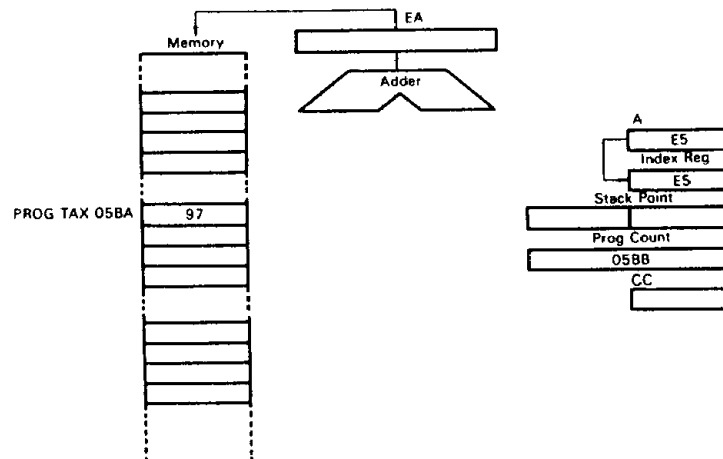 EA
Memory
Adder
A
E5
Index Reg
E5
Stack Point
PROG TAX 05BA 97
Prog Count
05BB
CC